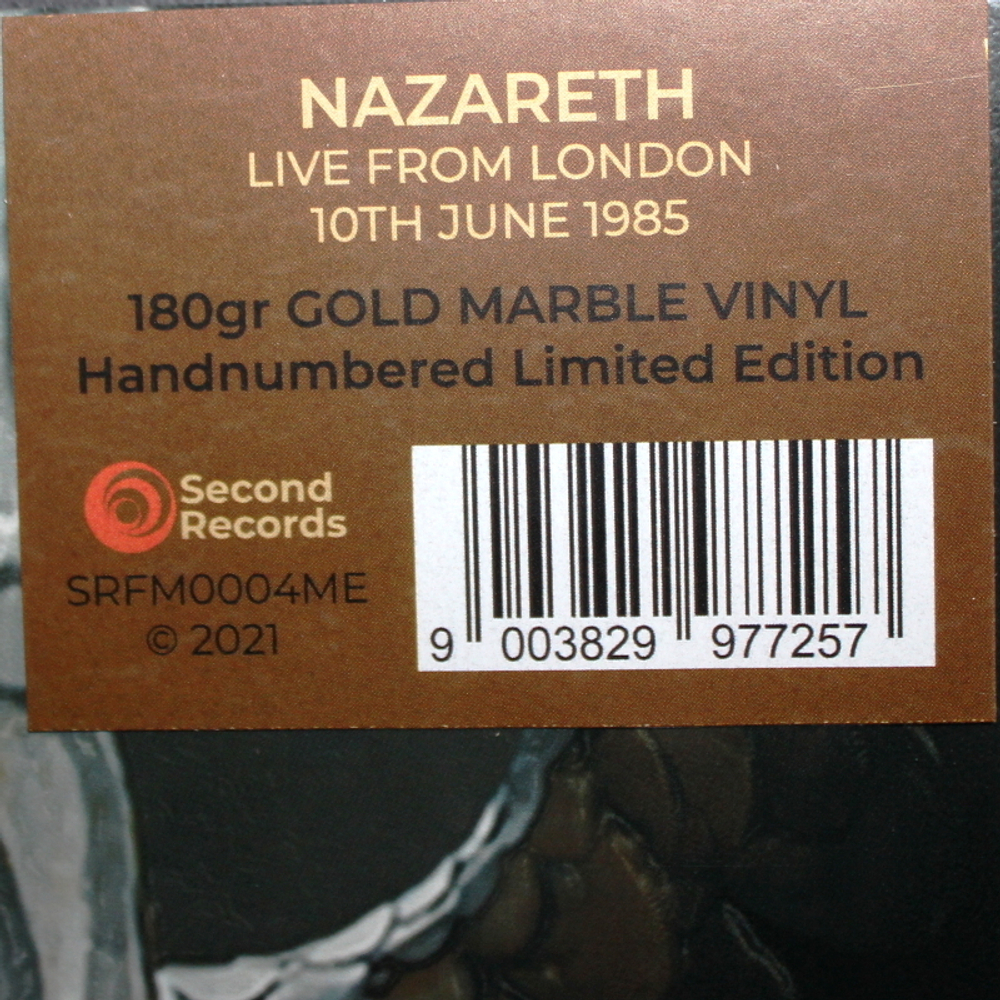 NAZARETH
LIVE FROM LONDON
10TH JUNE 1985
180gr GOLD MARBLE VINYL
Handnumbered Limited Edition
Second
Records
SRFM0004ME
© 2021
9 003829 977257